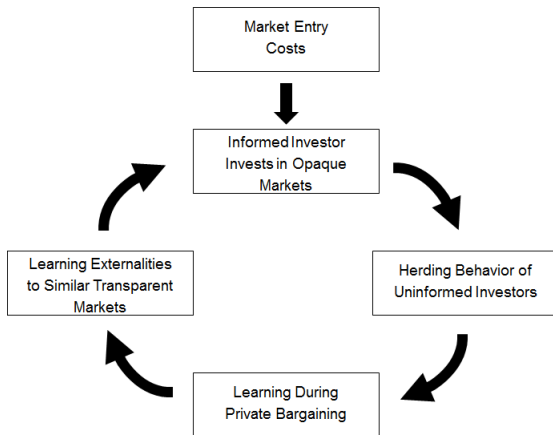 Market Entry
Costs
Informed Investor
Invests in Opaque
Markets
Herding Behavior of
Uninformed Investors
Learning During
Private Bargaining
Learning Externalities
to Similar Transparent
Markets